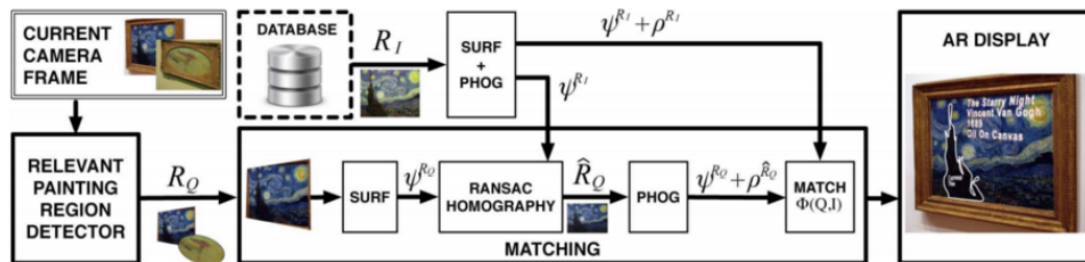 CURRENT
CAMERA
FRAME
DATABASE
R_I
SURF
+
PHOG
ψ^{R_I}+ρ^{R_I}
ψ^{R_I}
AR DISPLAY
The Starry Night
Vincent Van Gogh
1889
Oil On Canvas
RELEVANT
PAINTING
REGION
DETECTOR
R_Q
SURF
ψ^{R_Q}
RANSAC
HOMOGRAPHY
R̂_Q
PHOG
ψ^{R_Q}+ρ^{R̂_Q}
MATCH
Φ(Q,I)
MATCHING